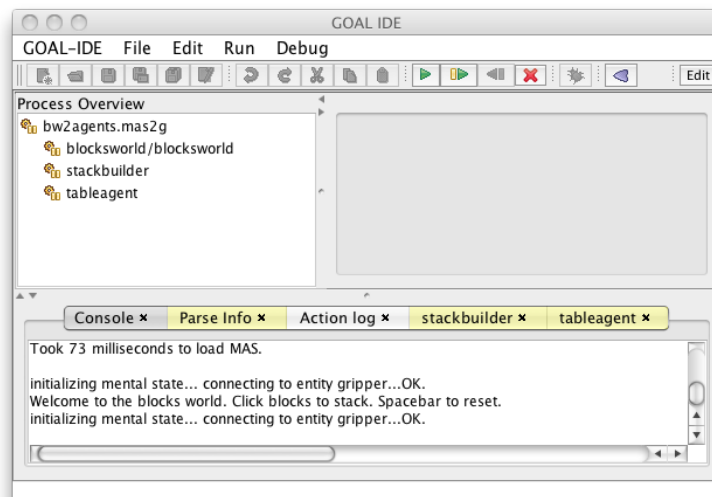 GOAL IDE
GOAL-IDE File Edit Run Debug
Edit
Process Overview
bw2agents.mas2g
blocksworld/blocksworld
stackbuilder
tableagent
Console × Parse Info × Action log × stackbuilder × tableagent ×
Took 73 milliseconds to load MAS.
initializing mental state... connecting to entity gripper...OK.
Welcome to the blocks world. Click blocks to stack. Spacebar to reset.
initializing mental state... connecting to entity gripper...OK.